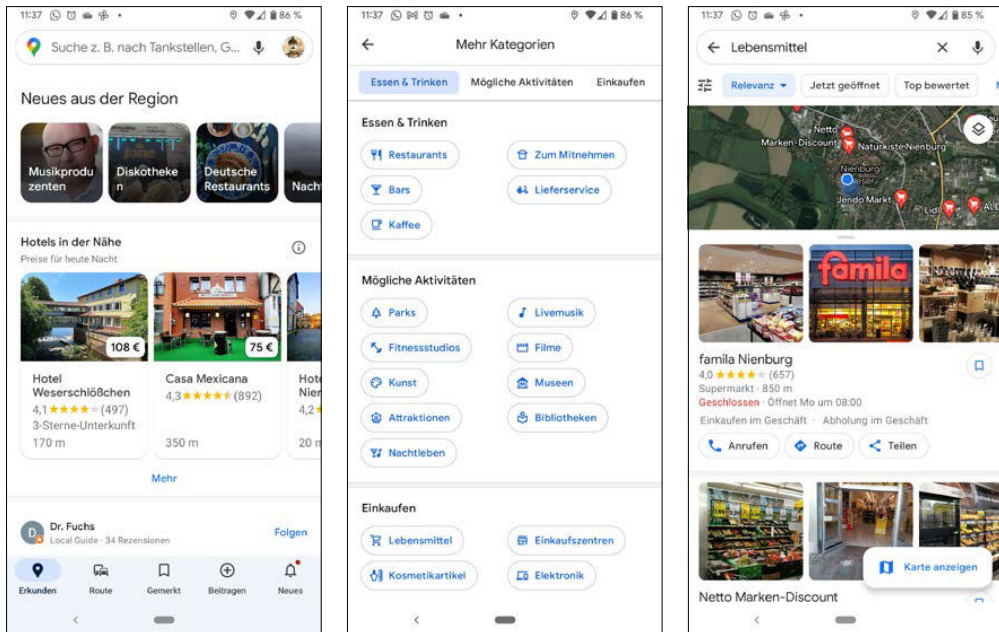 11:37
86 %
Suche z. B. nach Tankstellen, G...
Neues aus der Region
Musikprodu
zenten
Diskotheke
n
Deutsche
Restaurants
Nacht
Hotels in der Nähe
Preise für heute Nacht
108 €
75 €
Hotel
Weserschlößchen
4,1 (497)
3-Sterne-Unterkunft
170 m
Casa Mexicana
4,3 (892)
350 m
Hote
Nien
4,2
20 m
Mehr
D
Dr. Fuchs
Local Guide · 34 Rezensionen
Folgen
Erkunden
Route
Gemerkt
Beitragen
Neues
11:37
86 %
Mehr Kategorien
Essen & Trinken
Mögliche Aktivitäten
Einkaufen
Essen & Trinken
Restaurants
Zum Mitnehmen
Bars
Lieferservice
Kaffee
Mögliche Aktivitäten
Parks
Livemusik
Fitnessstudios
Filme
Kunst
Museen
Attraktionen
Bibliotheken
Nachtleben
Einkaufen
Lebensmittel
Einkaufszentren
Kosmetikartikel
Elektronik
11:37
85 %
Lebensmittel
Relevanz
Jetzt geöffnet
Top bewertet
Netto
Marken-Discount
Naturkiste Nienburg
Nienburg
Weser
Jendo Markt
Lidl
ALD
famila
famila Nienburg
4,0 (657)
Supermarkt · 850 m
Geschlossen · Öffnet Mo um 08:00
Einkaufen im Geschäft · Abholung im Geschäft
Anrufen
Route
Teilen
Karte anzeigen
Netto Marken-Discount